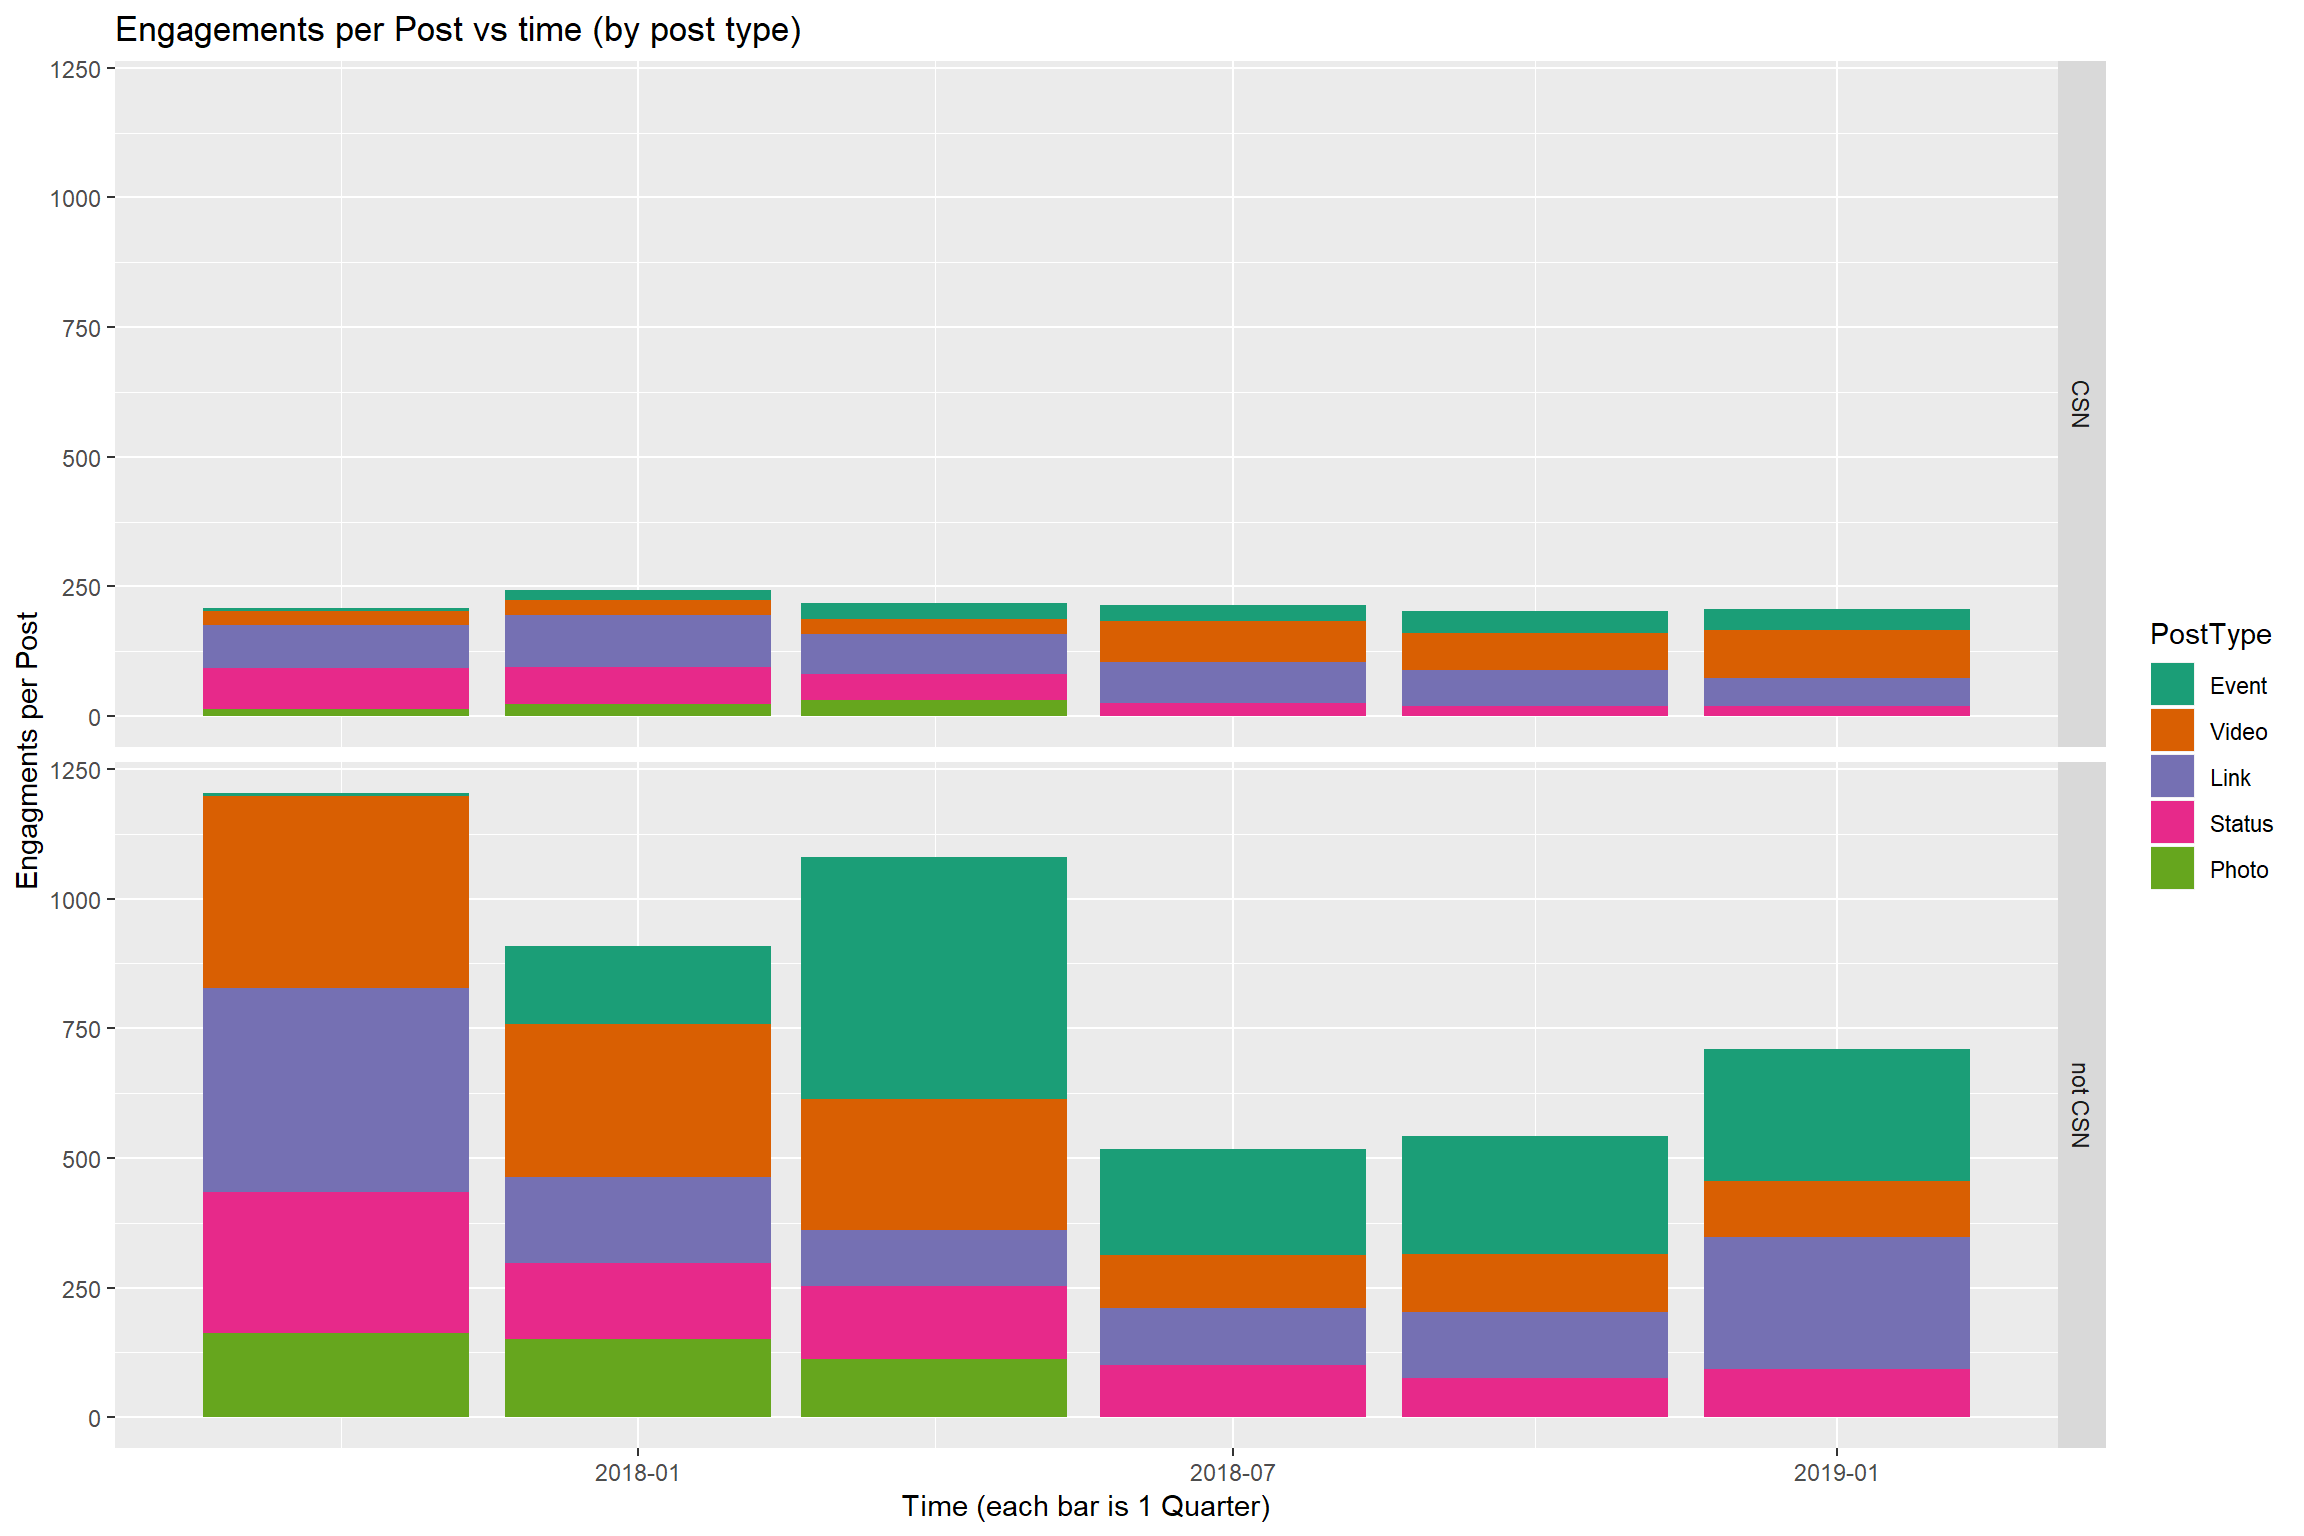 Engagements per Post vs time (by post type)
1250
1000
750
500
250
0
CSN
1250
1000
750
500
250
0
not CSN
Engagments per Post
2018-01
2018-07
2019-01
Time (each bar is 1 Quarter)
PostType
Event
Video
Link
Status
Photo